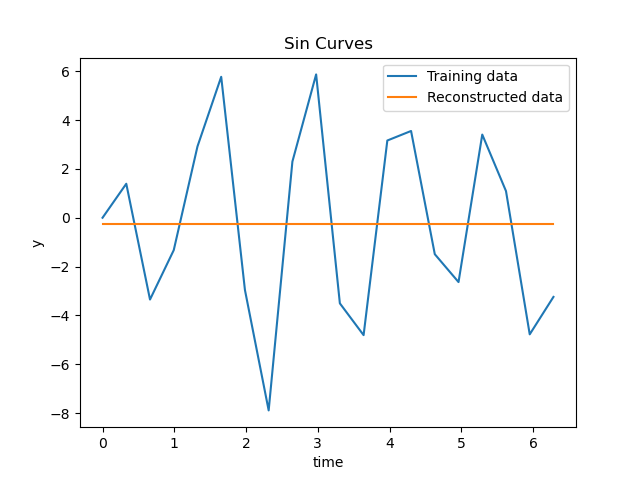 Sin Curves
Training data
Reconstructed data
6
4
2
0
−2
−4
−6
−8
y
0 1 2 3 4 5 6
time